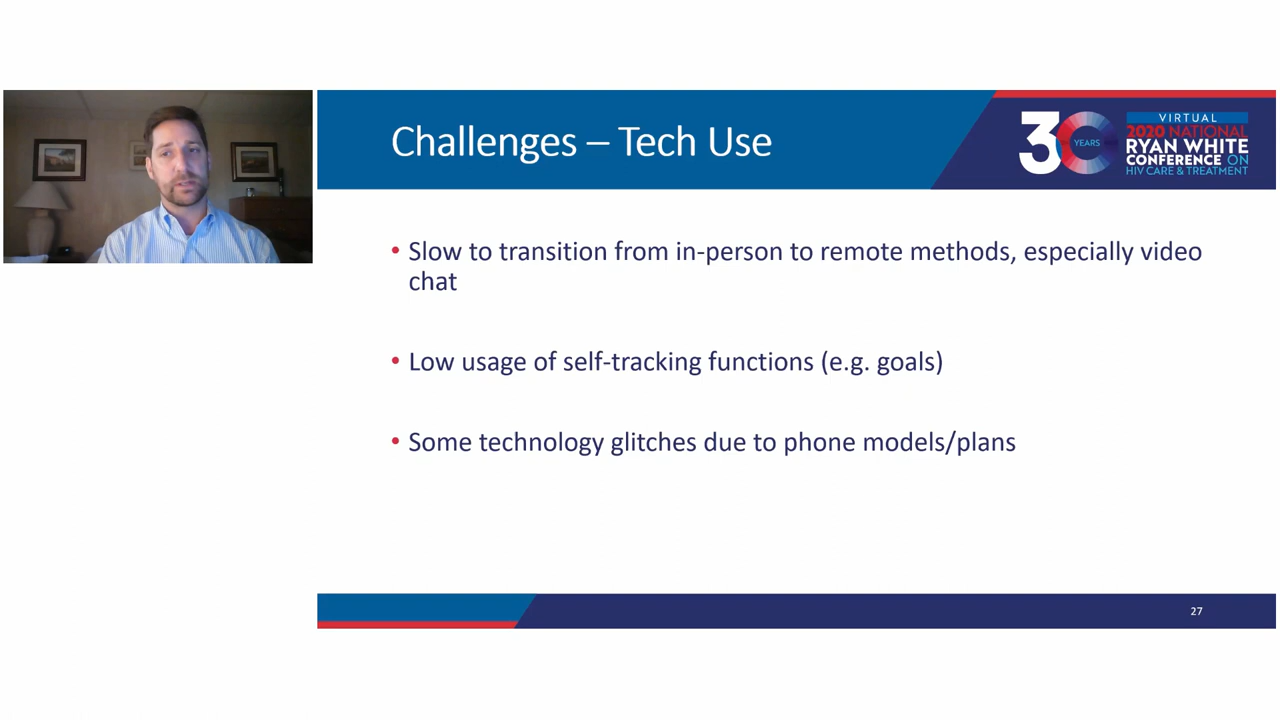 Challenges – Tech Use
30
YEARS
VIRTUAL
2020 NATIONAL
RYAN WHITE
CONFERENCE ON
HIV CARE & TREATMENT
• Slow to transition from in-person to remote methods, especially video
chat
• Low usage of self-tracking functions (e.g. goals)
• Some technology glitches due to phone models/plans
27